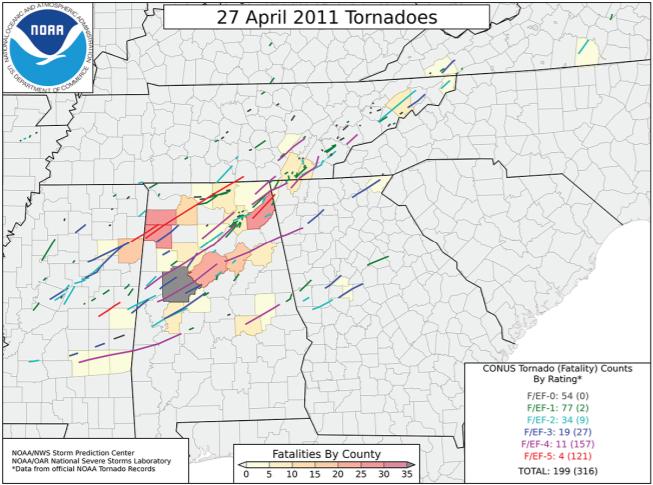 27 April 2011 Tornadoes
NATIONAL OCEANIC AND ATMOSPHERIC ADMINISTRATION
NOAA
U.S. DEPARTMENT OF COMMERCE
CONUS Tornado (Fatality) Counts
By Rating*
F/EF-0: 54 (0)
F/EF-1: 77 (2)
F/EF-2: 34 (9)
F/EF-3: 19 (27)
F/EF-4: 11 (157)
F/EF-5: 4 (121)
TOTAL: 199 (316)
NOAA/NWS Storm Prediction Center
NOAA/OAR National Severe Storms Laboratory
*Data from official NOAA Tornado Records
Fatalities By County
0 5 10 15 20 25 30 35